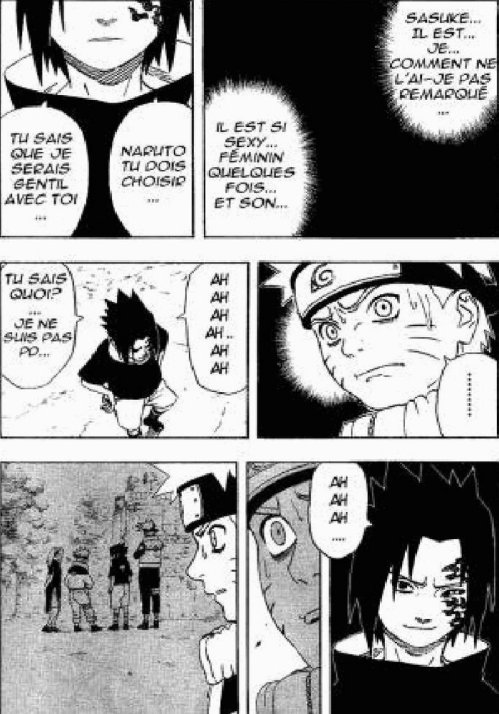 SASUKE...
IL EST...
JE...
COMMENT NE
L'AI-JE PAS
REMARQUÉ
...
IL EST SI
SEXY...
FÉMININ
QUELQUES
FOIS...
ET SON...
NARUTO
TU DOIS
CHOISIR
...
TU SAIS
QUE JE
SERAIS
GENTIL
AVEC TOI
...
.........
AH
AH
AH
AH ..
AH
AH
TU SAIS
QUOI?
...
JE NE
SUIS PAS
PD...
AH
AH
AH
....